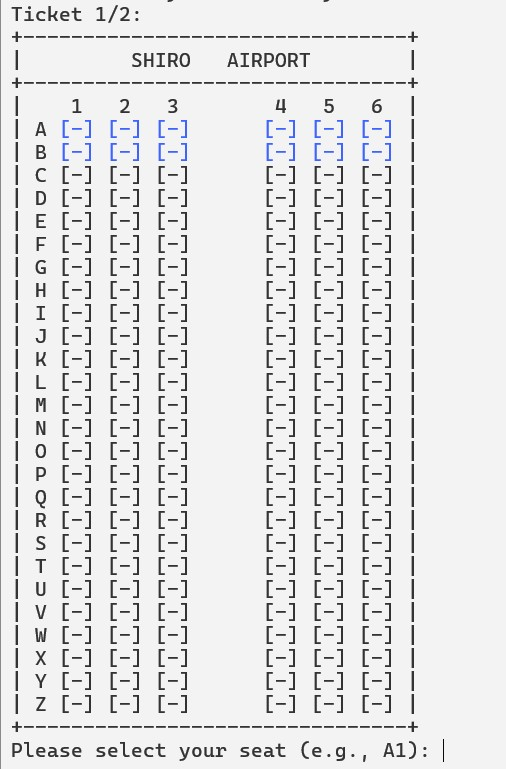 Ticket 1/2:
+--------------------------------+
|         SHIRO   AIRPORT        |
+--------------------------------+
|    1   2   3        4   5   6  |
| A [-] [-] [-]      [-] [-] [-] |
| B [-] [-] [-]      [-] [-] [-] |
| C [-] [-] [-]      [-] [-] [-] |
| D [-] [-] [-]      [-] [-] [-] |
| E [-] [-] [-]      [-] [-] [-] |
| F [-] [-] [-]      [-] [-] [-] |
| G [-] [-] [-]      [-] [-] [-] |
| H [-] [-] [-]      [-] [-] [-] |
| I [-] [-] [-]      [-] [-] [-] |
| J [-] [-] [-]      [-] [-] [-] |
| K [-] [-] [-]      [-] [-] [-] |
| L [-] [-] [-]      [-] [-] [-] |
| M [-] [-] [-]      [-] [-] [-] |
| N [-] [-] [-]      [-] [-] [-] |
| O [-] [-] [-]      [-] [-] [-] |
| P [-] [-] [-]      [-] [-] [-] |
| Q [-] [-] [-]      [-] [-] [-] |
| R [-] [-] [-]      [-] [-] [-] |
| S [-] [-] [-]      [-] [-] [-] |
| T [-] [-] [-]      [-] [-] [-] |
| U [-] [-] [-]      [-] [-] [-] |
| V [-] [-] [-]      [-] [-] [-] |
| W [-] [-] [-]      [-] [-] [-] |
| X [-] [-] [-]      [-] [-] [-] |
| Y [-] [-] [-]      [-] [-] [-] |
| Z [-] [-] [-]      [-] [-] [-] |
+--------------------------------+
Please select your seat (e.g., A1):